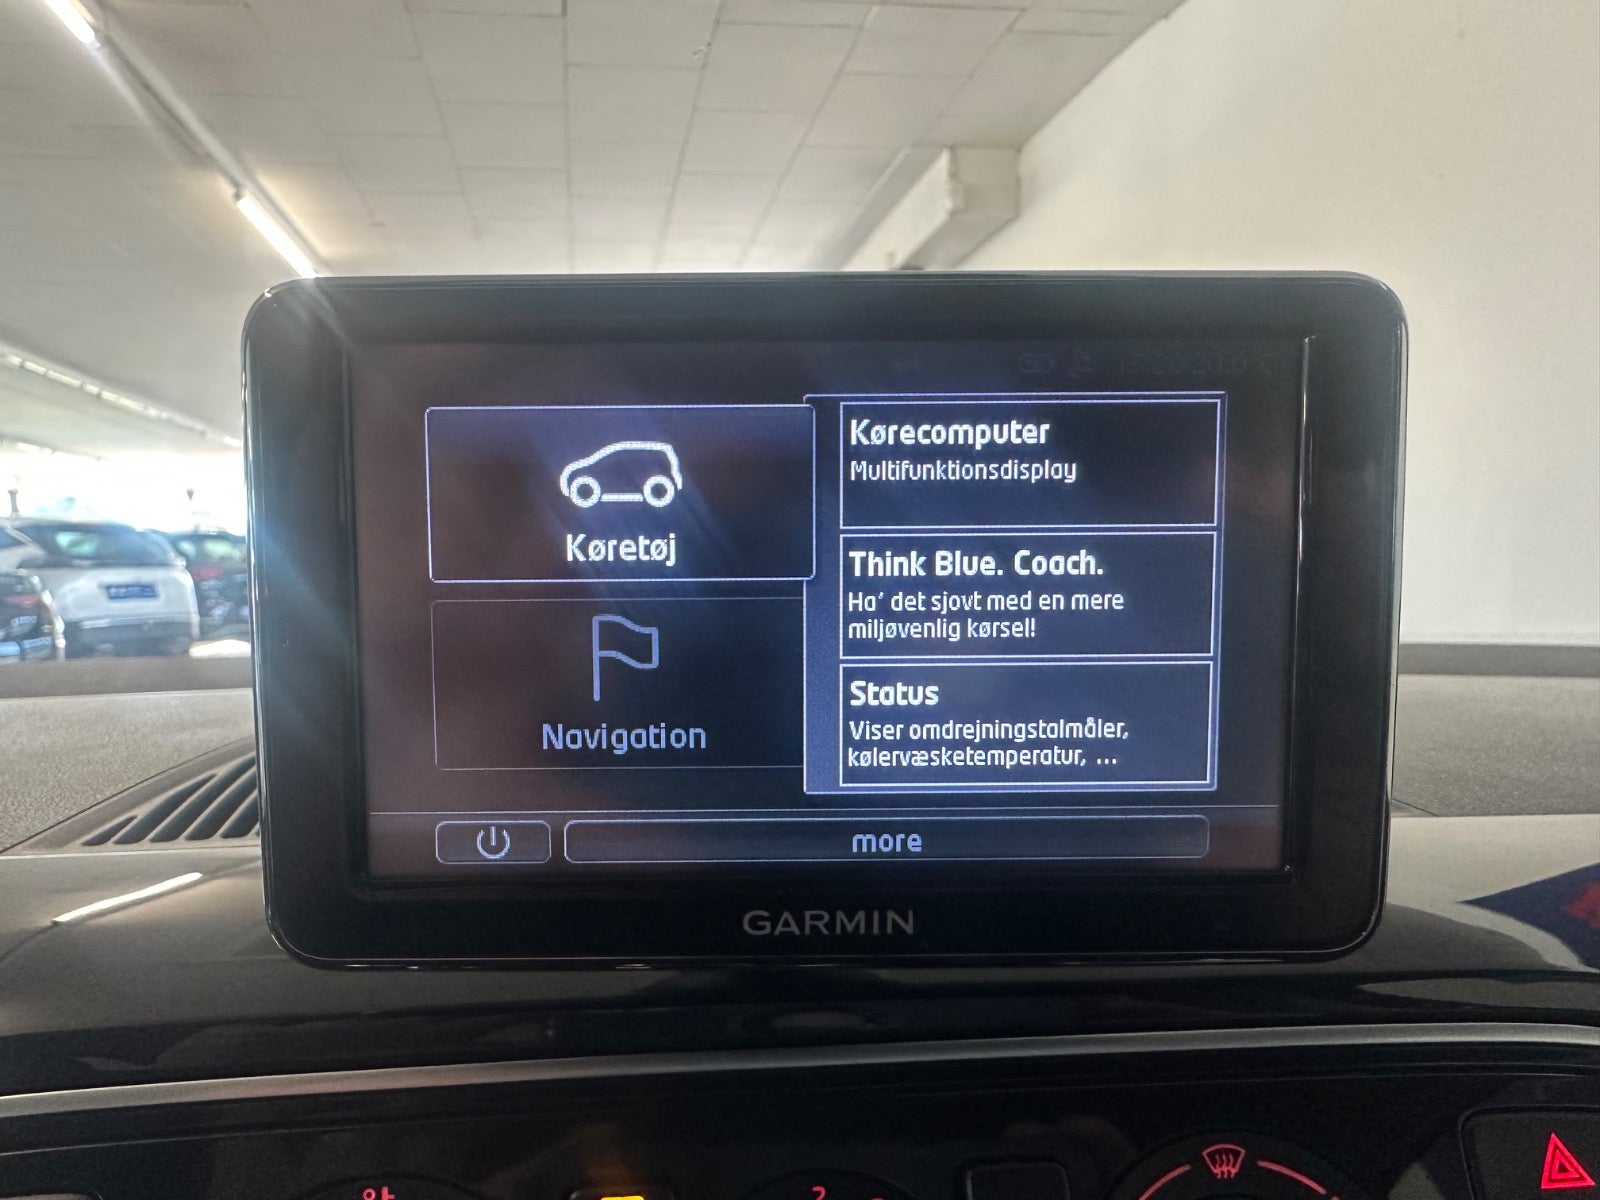 Køretøj
Navigation
Kørecomputer
Multifunktionsdisplay
Think Blue. Coach.
Ha' det sjovt med en mere
miljøvenlig kørsel!
Status
Viser omdrejningstalmåler,
kølervæsketemperatur, ...
more
GARMIN